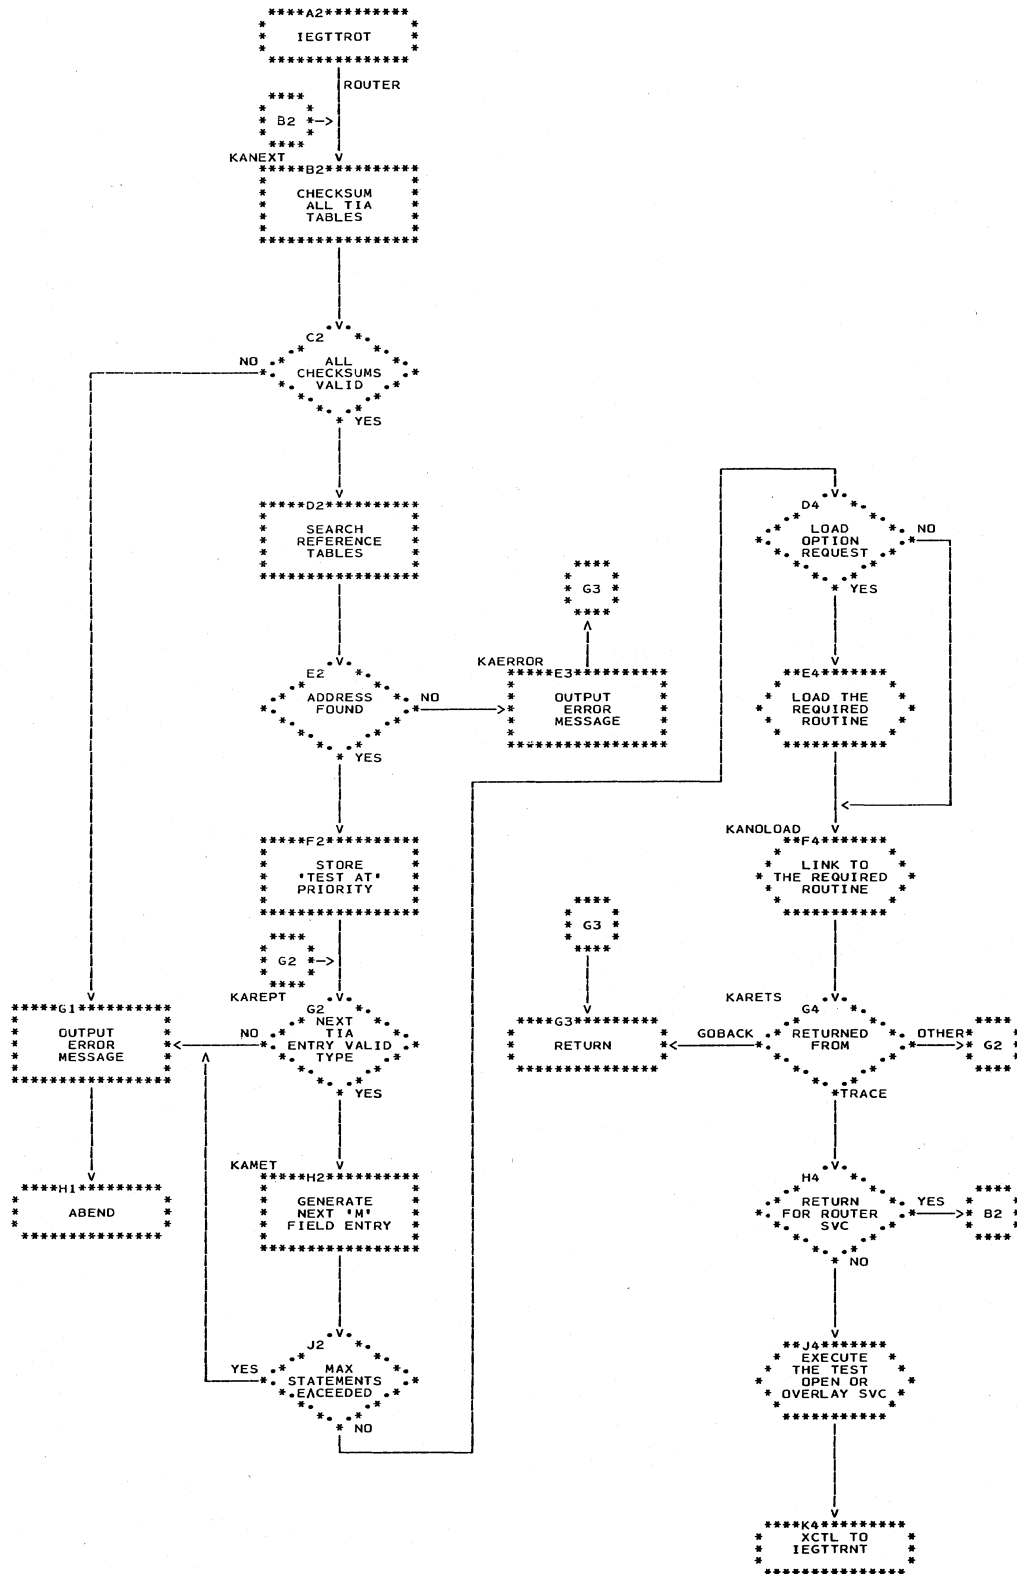 A2
IEGTTROT
ROUTER
B2
KANEXT
B2
CHECKSUM
ALL TIA
TABLES
C2
NO
ALL
CHECKSUMS
VALID
YES
D2
SEARCH
REFERENCE
TABLES
E2
ADDRESS
FOUND
NO
YES
KAERROR
E3
OUTPUT
ERROR
MESSAGE
G3
F2
STORE
'TEST AT'
PRIORITY
G2
KAREPT
G2
NEXT
TIA
ENTRY VALID
TYPE
NO
YES
G1
OUTPUT
ERROR
MESSAGE
H1
ABEND
KAMET
H2
GENERATE
NEXT 'M'
FIELD ENTRY
J2
YES
MAX
STATEMENTS
EXCEEDED
NO
D4
LOAD
OPTION
REQUEST
NO
YES
E4
LOAD THE
REQUIRED
ROUTINE
KANOLOAD
F4
LINK TO
THE REQUIRED
ROUTINE
G3
G3
RETURN
KARETS
G4
GOBACK
RETURNED
FROM
OTHER
G2
TRACE
H4
RETURN
FOR ROUTER
SVC
YES
B2
NO
J4
EXECUTE
THE TEST
OPEN OR
OVERLAY SVC
K4
XCTL TO
IEGTTRNT